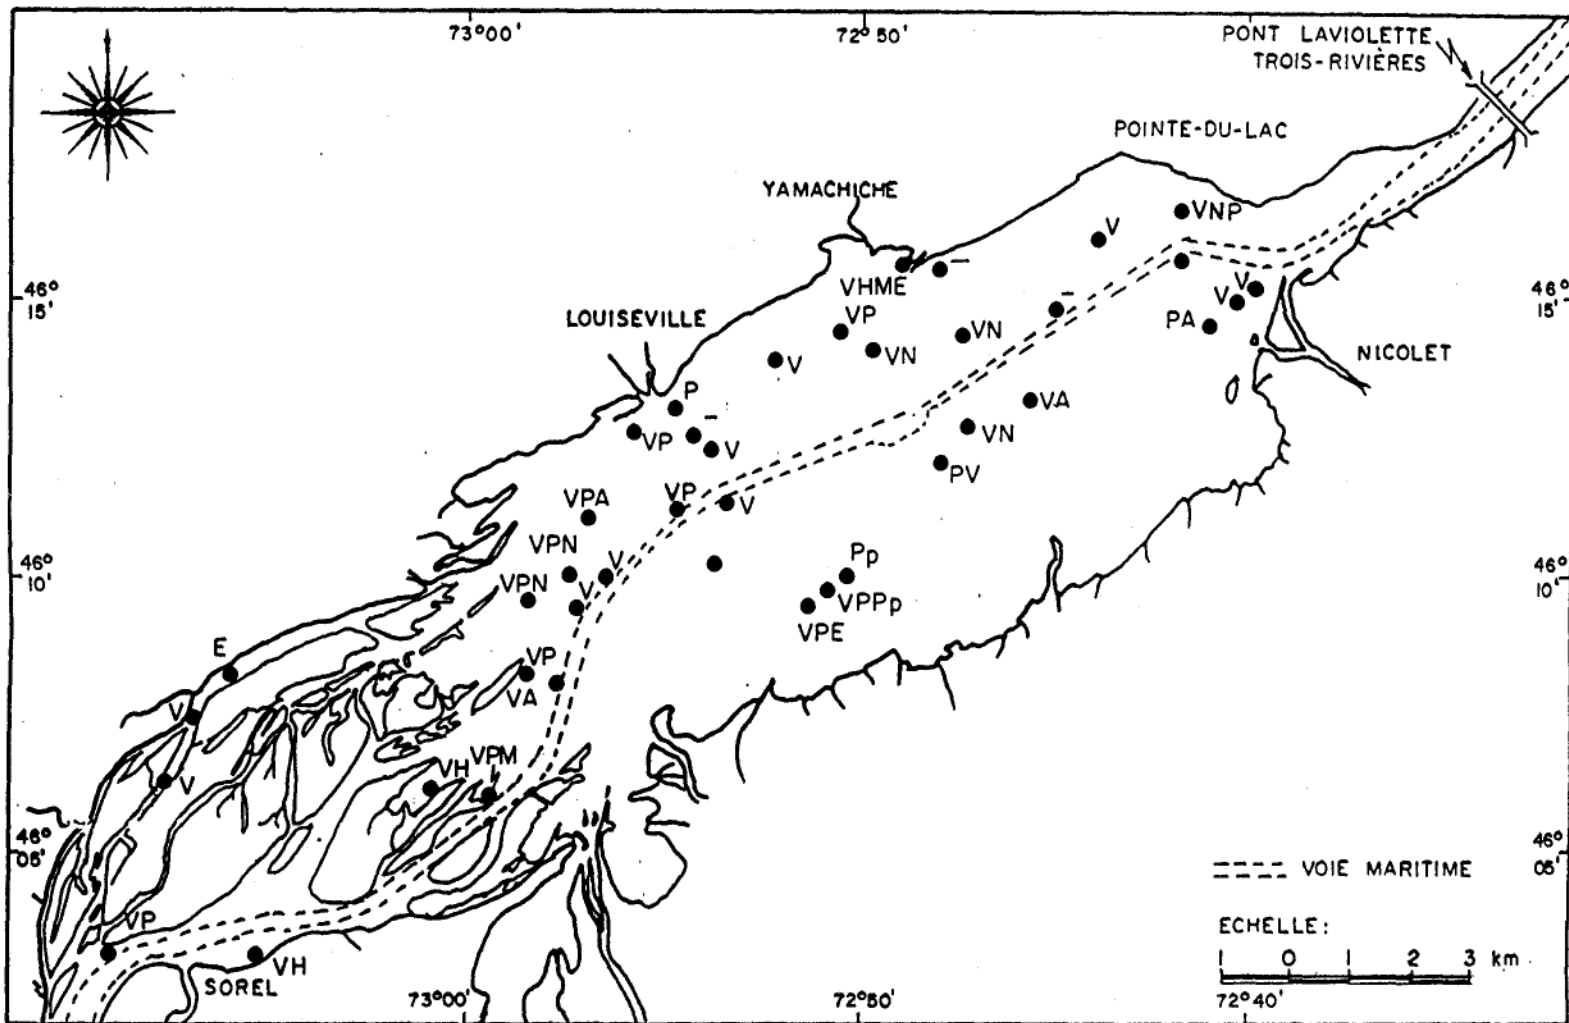 73°00'
72°50'
PONT LAVIOLETTE
TROIS-RIVIÈRES
POINTE-DU-LAC
YAMACHICHE
VNP
V
—
VHME
46°
15'
46°
15'
LOUISEVILLE
VP
VN
VN
—
V
V
PA
NICOLET
V
P
VA
—
VP
V
VN
PV
VPA
VP
V
VPN
V
Pp
46°
10'
46°
10'
VPN
V
VPPp
VPE
E
VP
VA
V
VPM
VH
V
46°
05'
46°
05'
VOIE MARITIME
VP
ECHELLE:
1 0 1 2 3 km
VH
SOREL
73°00'
72°50'
72°40'